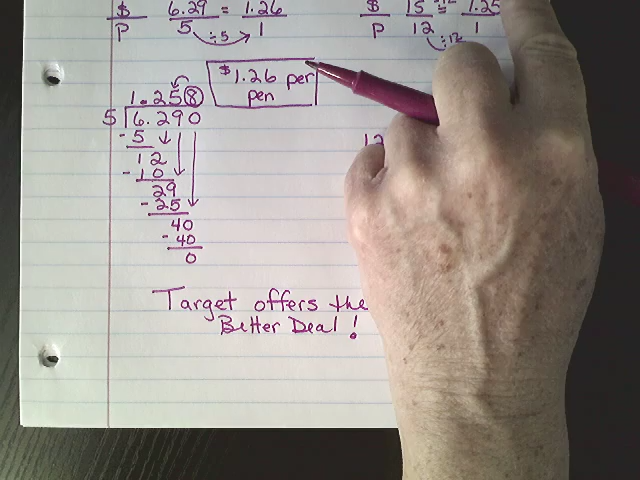 $ 6.29 = 1.26
P 5 ÷5 1
$ 15 = 1.25
P 12 ÷12 1
$1.26 per
pen
1.258
5 6.290
- 5
12
- 10
29
- 25
40
- 40
0
12
Target offers the
Better Deal!